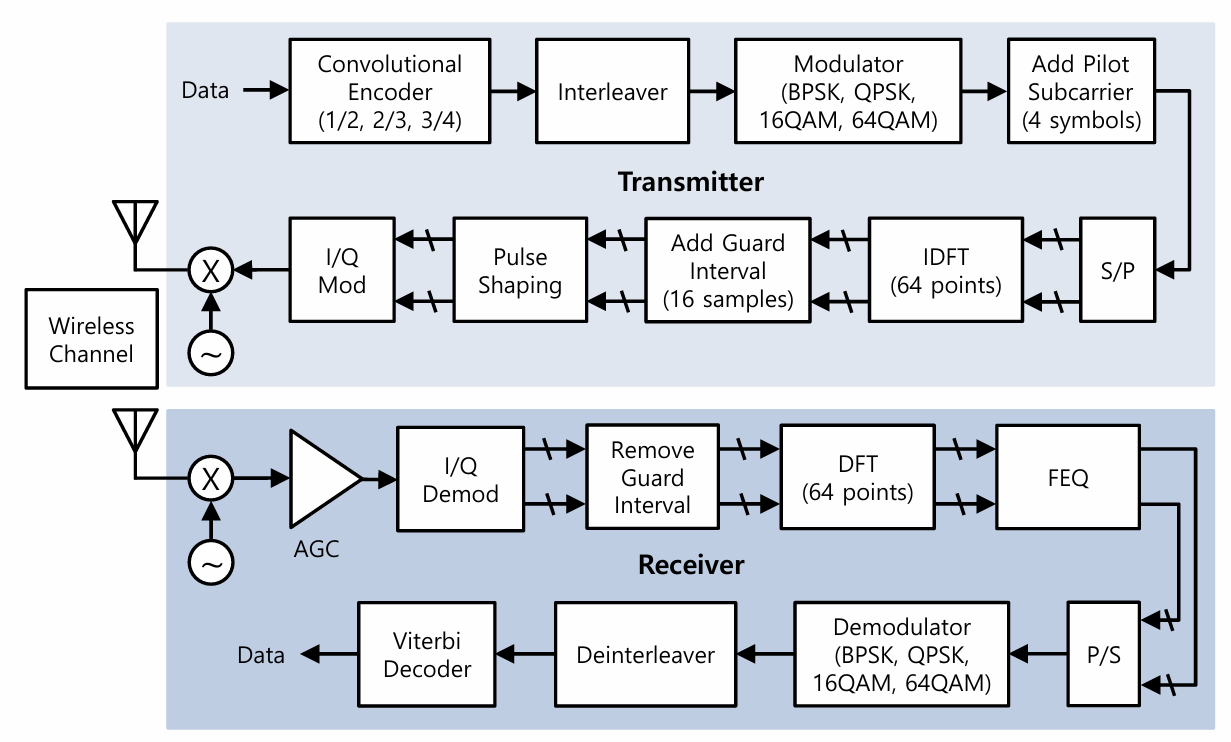 Data
Convolutional
Encoder
(1/2, 2/3, 3/4)
Interleaver
Modulator
(BPSK, QPSK,
16QAM, 64QAM)
Add Pilot
Subcarrier
(4 symbols)
Transmitter
X
~
I/Q
Mod
Pulse
Shaping
Add Guard
Interval
(16 samples)
IDFT
(64 points)
S/P
Wireless
Channel
X
~
AGC
I/Q
Demod
Remove
Guard
Interval
DFT
(64 points)
FEQ
Receiver
Data
Viterbi
Decoder
Deinterleaver
Demodulator
(BPSK, QPSK,
16QAM, 64QAM)
P/S